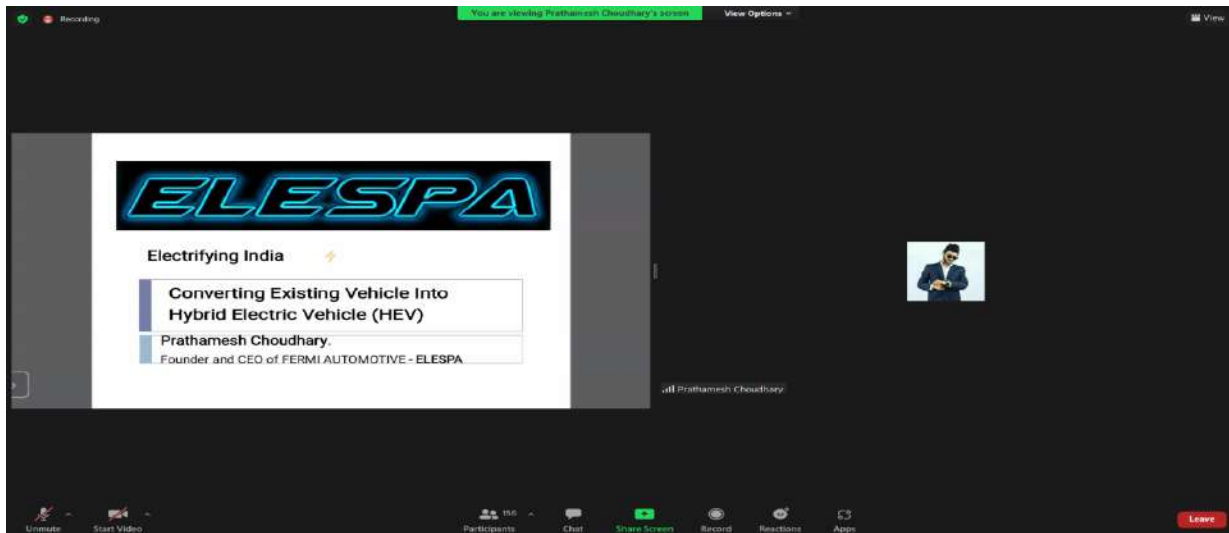 Recording
You are viewing Prathamesh Choudhary's screen
View Options
View
ELESPA
Electrifying India
Converting Existing Vehicle Into
Hybrid Electric Vehicle (HEV)
Prathamesh Choudhary.
Founder and CEO of FERMI AUTOMOTIVE - ELESPA
Prathamesh Choudhary
Unmute
Start Video
Participants
Chat
Share Screen
Record
Reactions
Apps
Leave